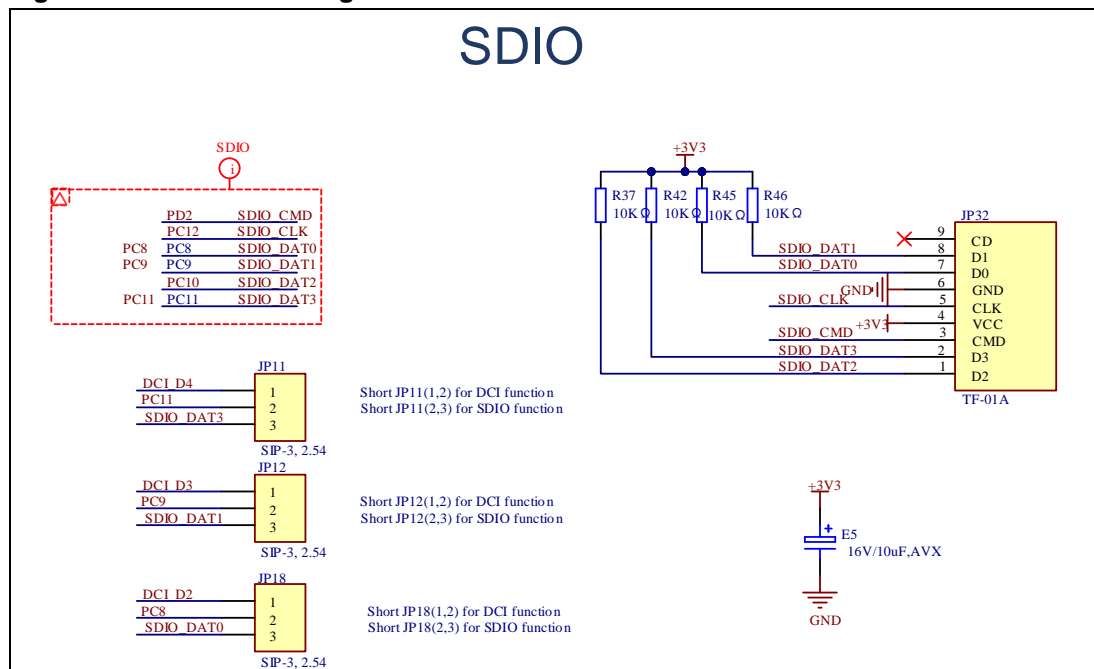 SDIO
SDIO
i
PD2 SDIO_CMD
PC12 SDIO_CLK
PC8 PC8 SDIO_DAT0
PC9 PC9 SDIO_DAT1
PC10 SDIO_DAT2
PC11 PC11 SDIO_DAT3
+3V3
R37 R42 R45 R46
10KΩ 10KΩ 10KΩ 10KΩ
JP32
9 CD
SDIO_DAT1 8 D1
SDIO_DAT0 7 D0
GND 6 GND
SDIO_CLK 5 CLK
+3V3 4 VCC
SDIO_CMD 3 CMD
SDIO_DAT3 2 D3
SDIO_DAT2 1 D2
TF-01A
JP11
DCI_D4 1
PC11 2
SDIO_DAT3 3
SIP-3, 2.54
Short JP11(1,2) for DCI function
Short JP11(2,3) for SDIO function
JP12
DCI_D3 1
PC9 2
SDIO_DAT1 3
SIP-3, 2.54
Short JP12(1,2) for DCI function
Short JP12(2,3) for SDIO function
JP18
DCI_D2 1
PC8 2
SDIO_DAT0 3
SIP-3, 2.54
Short JP18(1,2) for DCI function
Short JP18(2,3) for SDIO function
+3V3
+
E5
16V/10uF,AVX
GND